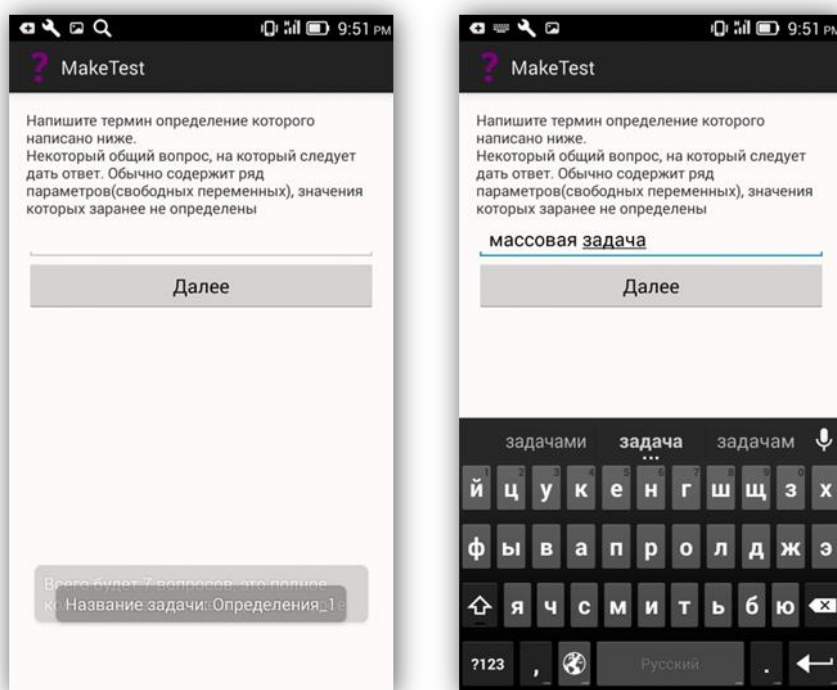 9:51 PM
MakeTest
Напишите термин определение которого
написано ниже.
Некоторый общий вопрос, на который следует
дать ответ. Обычно содержит ряд
параметров(свободных переменных), значения
которых заранее не определены
Далее
Всего будет 7 вопросов, это полное
Название задачи: Определения_1
9:51 PM
MakeTest
Напишите термин определение которого
написано ниже.
Некоторый общий вопрос, на который следует
дать ответ. Обычно содержит ряд
параметров(свободных переменных), значения
которых заранее не определены
массовая задача
Далее
задачами задача задачам
й ц у к е н г ш щ з х
ф ы в а п р о л д ж э
я ч с м и т ь б ю
?123 , Русский .